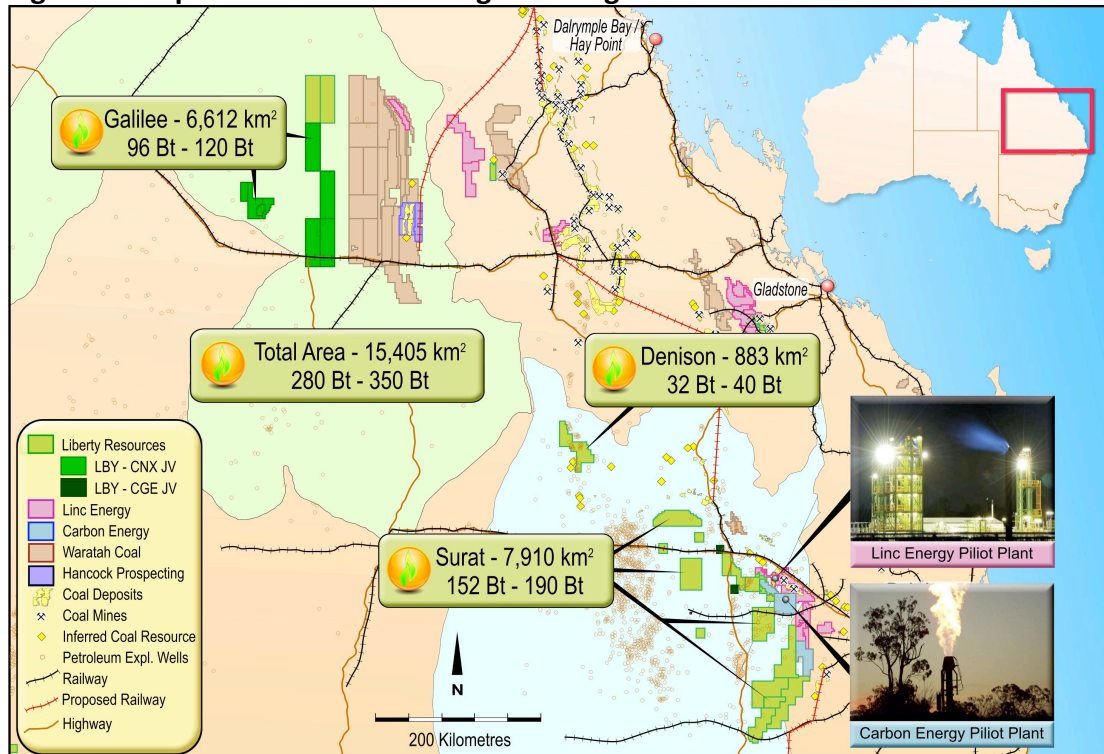 Dalrymple Bay /
Hay Point
Galilee - 6,612 km²
96 Bt - 120 Bt
Gladstone
Total Area - 15,405 km²
280 Bt - 350 Bt
Denison - 883 km²
32 Bt - 40 Bt
Liberty Resources
LBY - CNX JV
LBY - CGE JV
Linc Energy
Carbon Energy
Waratah Coal
Hancock Prospecting
Coal Deposits
Coal Mines
Inferred Coal Resource
Petroleum Expl. Wells
Railway
Proposed Railway
Highway
Surat - 7,910 km²
152 Bt - 190 Bt
N
200 Kilometres
Linc Energy Piliot Plant
Carbon Energy Piliot Plant